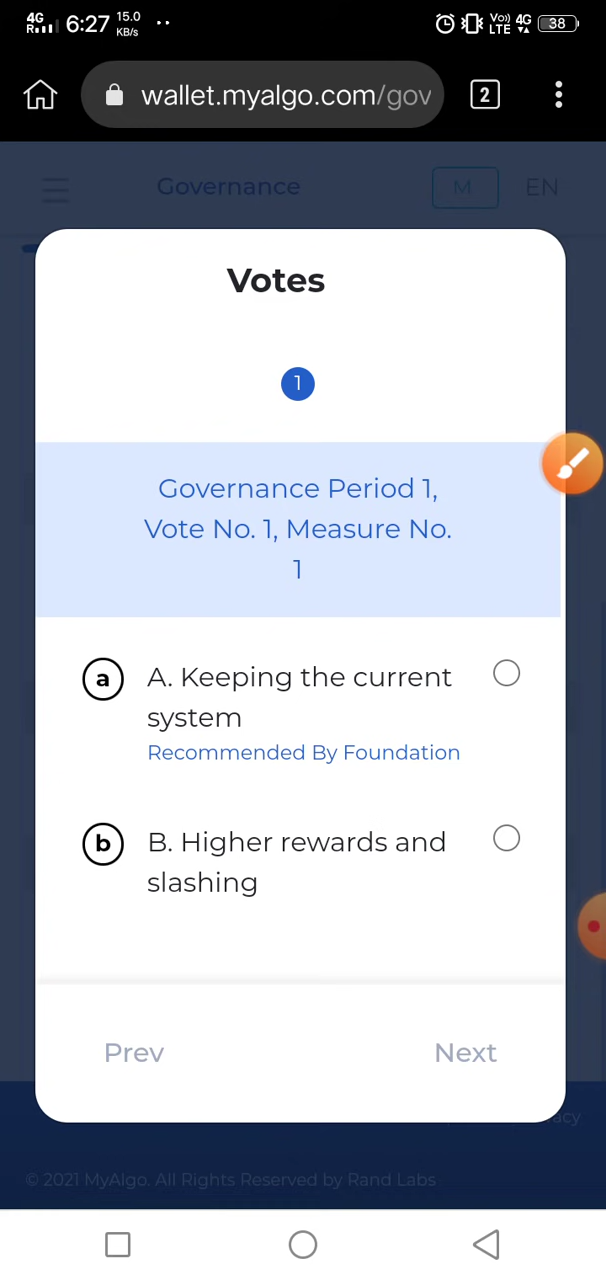 4G
R
6:27
15.0
KB/s
Vo))
LTE
4G
38
wallet.myalgo.com/gov
2
Governance
M
EN
Votes
1
Governance Period 1,
Vote No. 1, Measure No.
1
a
A. Keeping the current
system
Recommended By Foundation
b
B. Higher rewards and
slashing
Prev
Next
acy
© 2021 MyAlgo. All Rights Reserved by Rand Labs